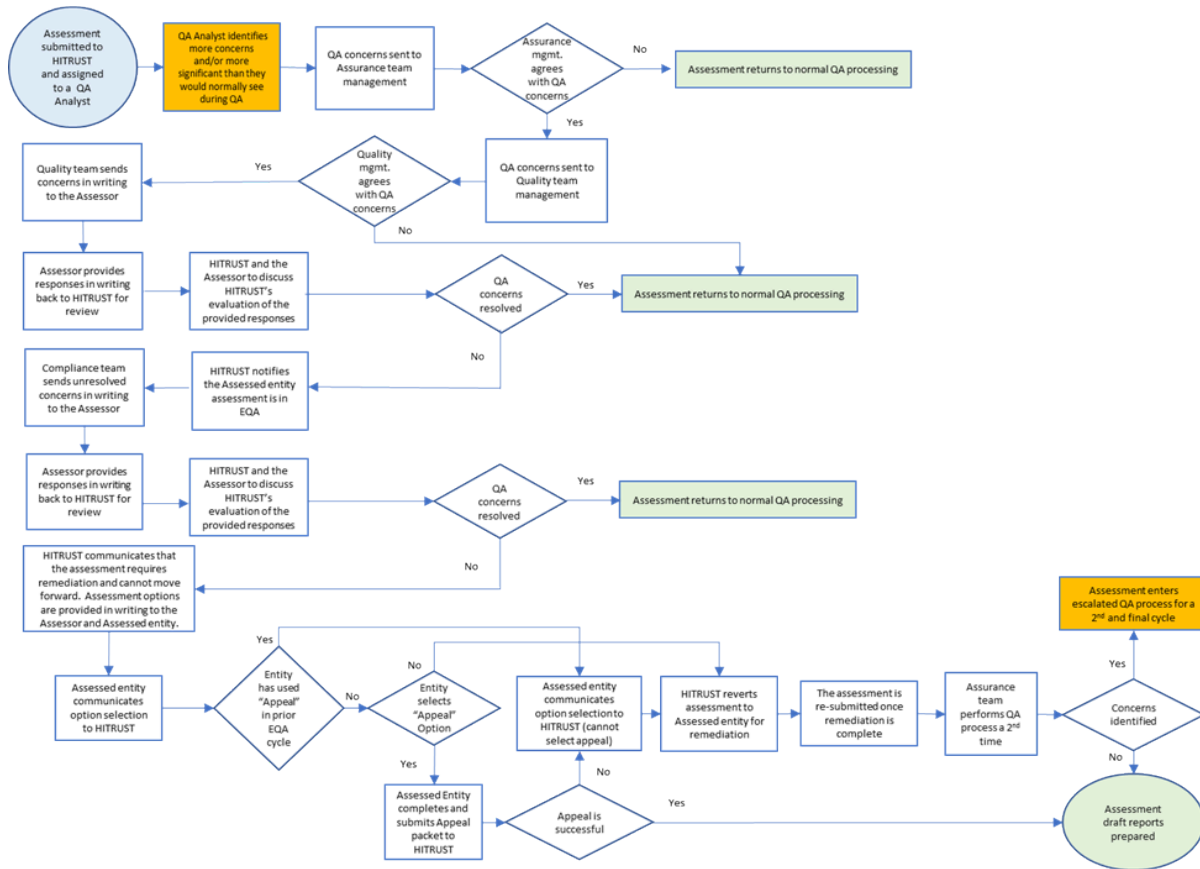 Assessment
submitted to
HITRUST
and assigned
to a QA
Analyst
QA Analyst identifies
more concerns
and/or more
significant than they
would normally see
during QA
QA concerns sent to
Assurance team
management
Assurance
mgmt.
agrees
with QA
concerns
No
Assessment returns to normal QA processing
Yes
Quality team sends
concerns in writing
to the Assessor
Yes
Quality
mgmt.
agrees
with QA
concerns
QA concerns sent to
Quality team
management
No
Assessor provides
responses in writing
back to HITRUST for
review
HITRUST and the
Assessor to discuss
HITRUST's
evaluation of the
provided responses
QA
concerns
resolved
Yes
Assessment returns to normal QA processing
No
Compliance team
sends unresolved
concerns in writing
to the Assessor
HITRUST notifies
the Assessed entity
assessment is in
EQA
Assessor provides
responses in writing
back to HITRUST for
review
HITRUST and the
Assessor to discuss
HITRUST's
evaluation of the
provided responses
QA
concerns
resolved
Yes
Assessment returns to normal QA processing
No
HITRUST communicates that
the assessment requires
remediation and cannot move
forward. Assessment options
are provided in writing to the
Assessor and Assessed entity.
Assessed entity
communicates
option selection
to HITRUST
Yes
Entity
has used
"Appeal"
in prior
EQA
cycle
No
No
Entity
selects
"Appeal"
Option
Yes
Assessed entity
communicates
option selection to
HITRUST (cannot
select appeal)
HITRUST reverts
assessment to
Assessed entity for
remediation
The assessment is
re-submitted once
remediation is
complete
Assurance
team
performs QA
process a 2nd
time
Concerns
identified
Yes
Assessment enters
escalated QA process for a
2nd and final cycle
No
Assessed Entity
completes and
submits Appeal
packet to
HITRUST
Appeal is
successful
No
Yes
Assessment
draft reports
prepared